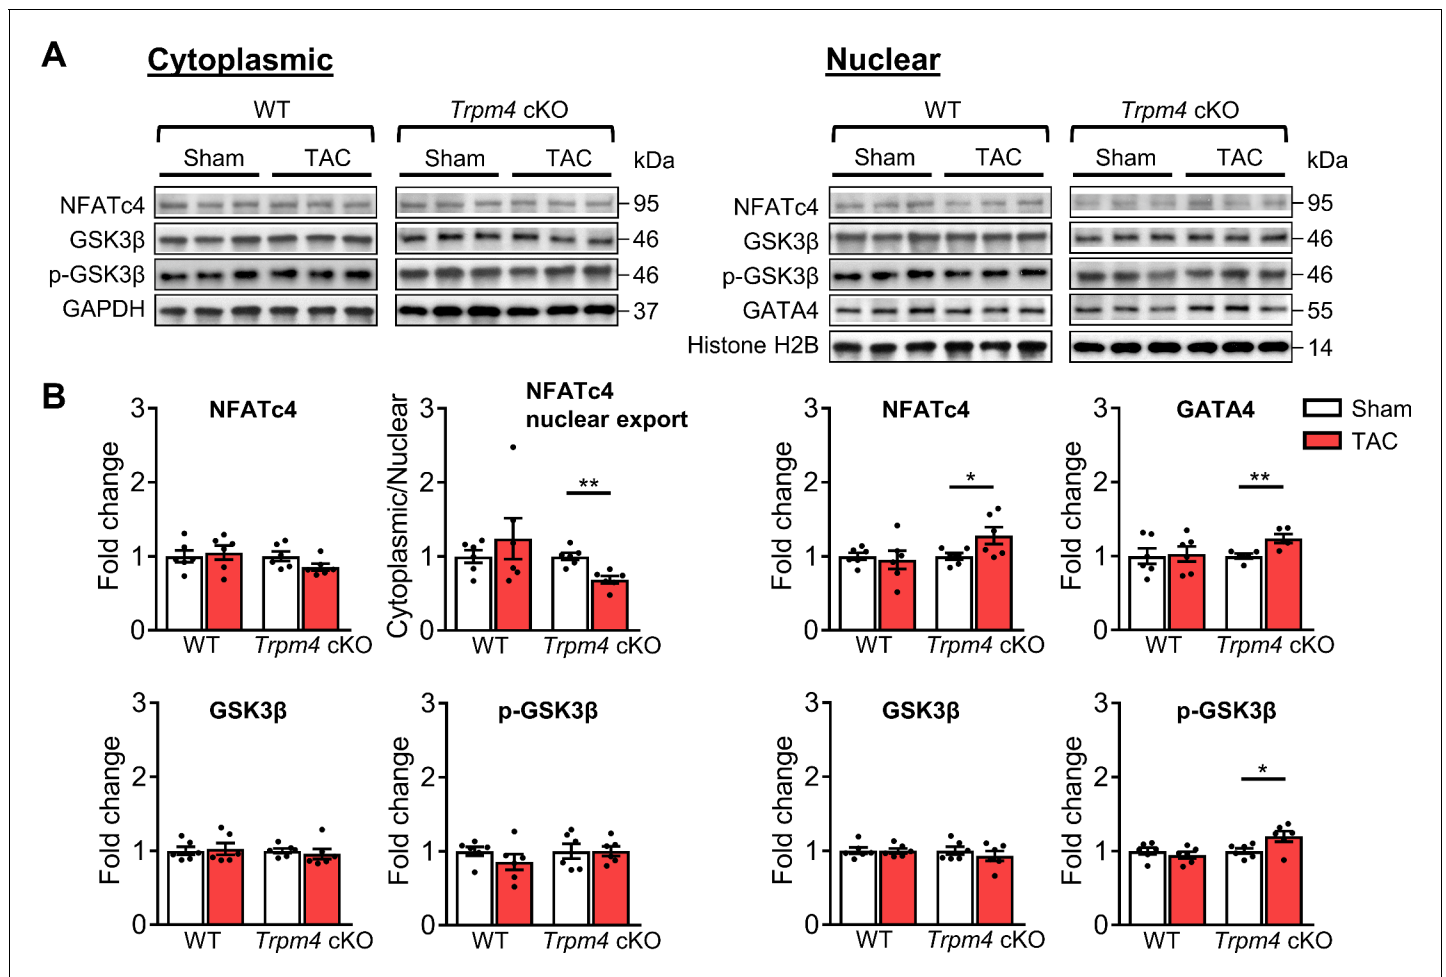 A
Cytoplasmic
Nuclear
WT
Trpm4 cKO
WT
Trpm4 cKO
Sham
TAC
Sham
TAC
kDa
Sham
TAC
Sham
TAC
kDa
NFATc4
95
GSK3β
46
p-GSK3β
46
GAPDH
37
NFATc4
95
GSK3β
46
p-GSK3β
46
GATA4
55
Histone H2B
14
B
NFATc4
Fold change
3
2
1
0
WT
Trpm4 cKO
NFATc4
nuclear export
Cytoplasmic/Nuclear
3
2
1
0
**
WT
Trpm4 cKO
NFATc4
Fold change
3
2
1
0
*
WT
Trpm4 cKO
GATA4
Fold change
3
2
1
0
**
WT
Trpm4 cKO
Sham
TAC
GSK3β
Fold change
3
2
1
0
WT
Trpm4 cKO
p-GSK3β
Fold change
3
2
1
0
WT
Trpm4 cKO
GSK3β
Fold change
3
2
1
0
WT
Trpm4 cKO
p-GSK3β
Fold change
3
2
1
0
*
WT
Trpm4 cKO